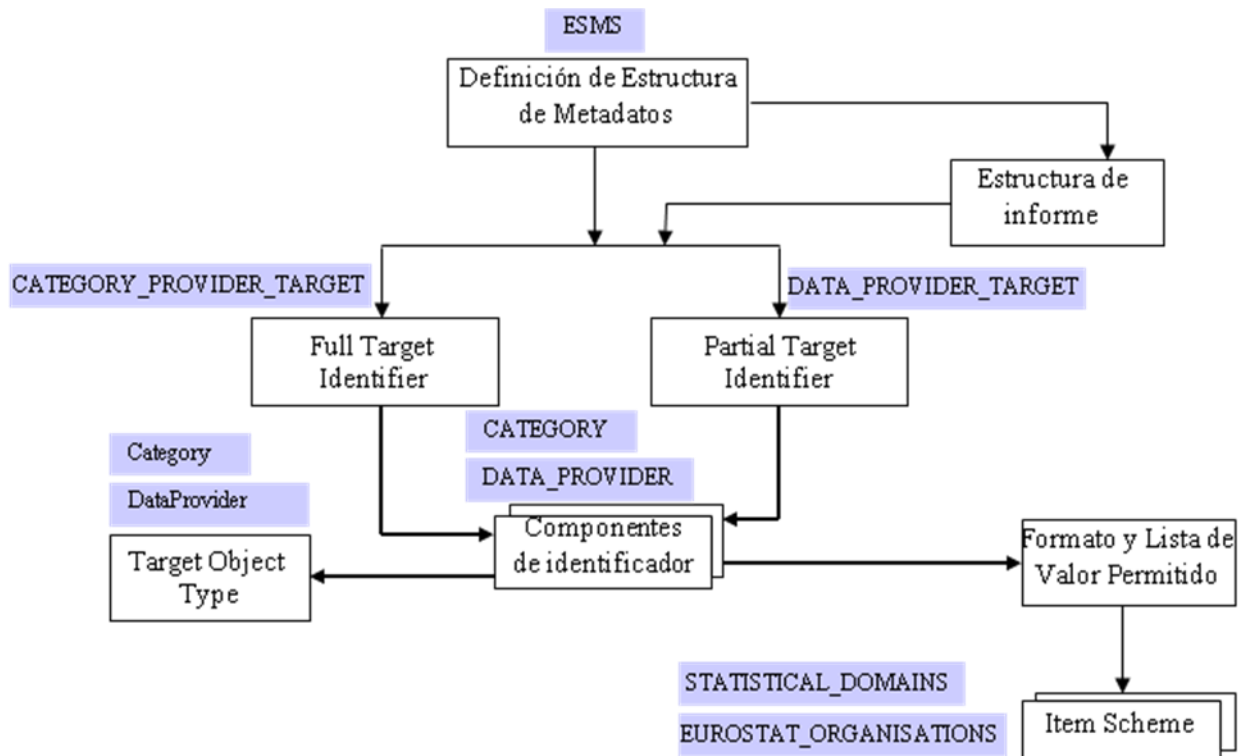 ESMS
Definición de Estructura
de Metadatos
Estructura de
informe
CATEGORY_PROVIDER_TARGET
DATA_PROVIDER_TARGET
Full Target
Identifier
Partial Target
Identifier
CATEGORY
DATA_PROVIDER
Category
DataProvider
Componentes
de identificador
Target Object
Type
Formato y Lista de
Valor Permitido
STATISTICAL_DOMAINS
EUROSTAT_ORGANISATIONS
Item Scheme